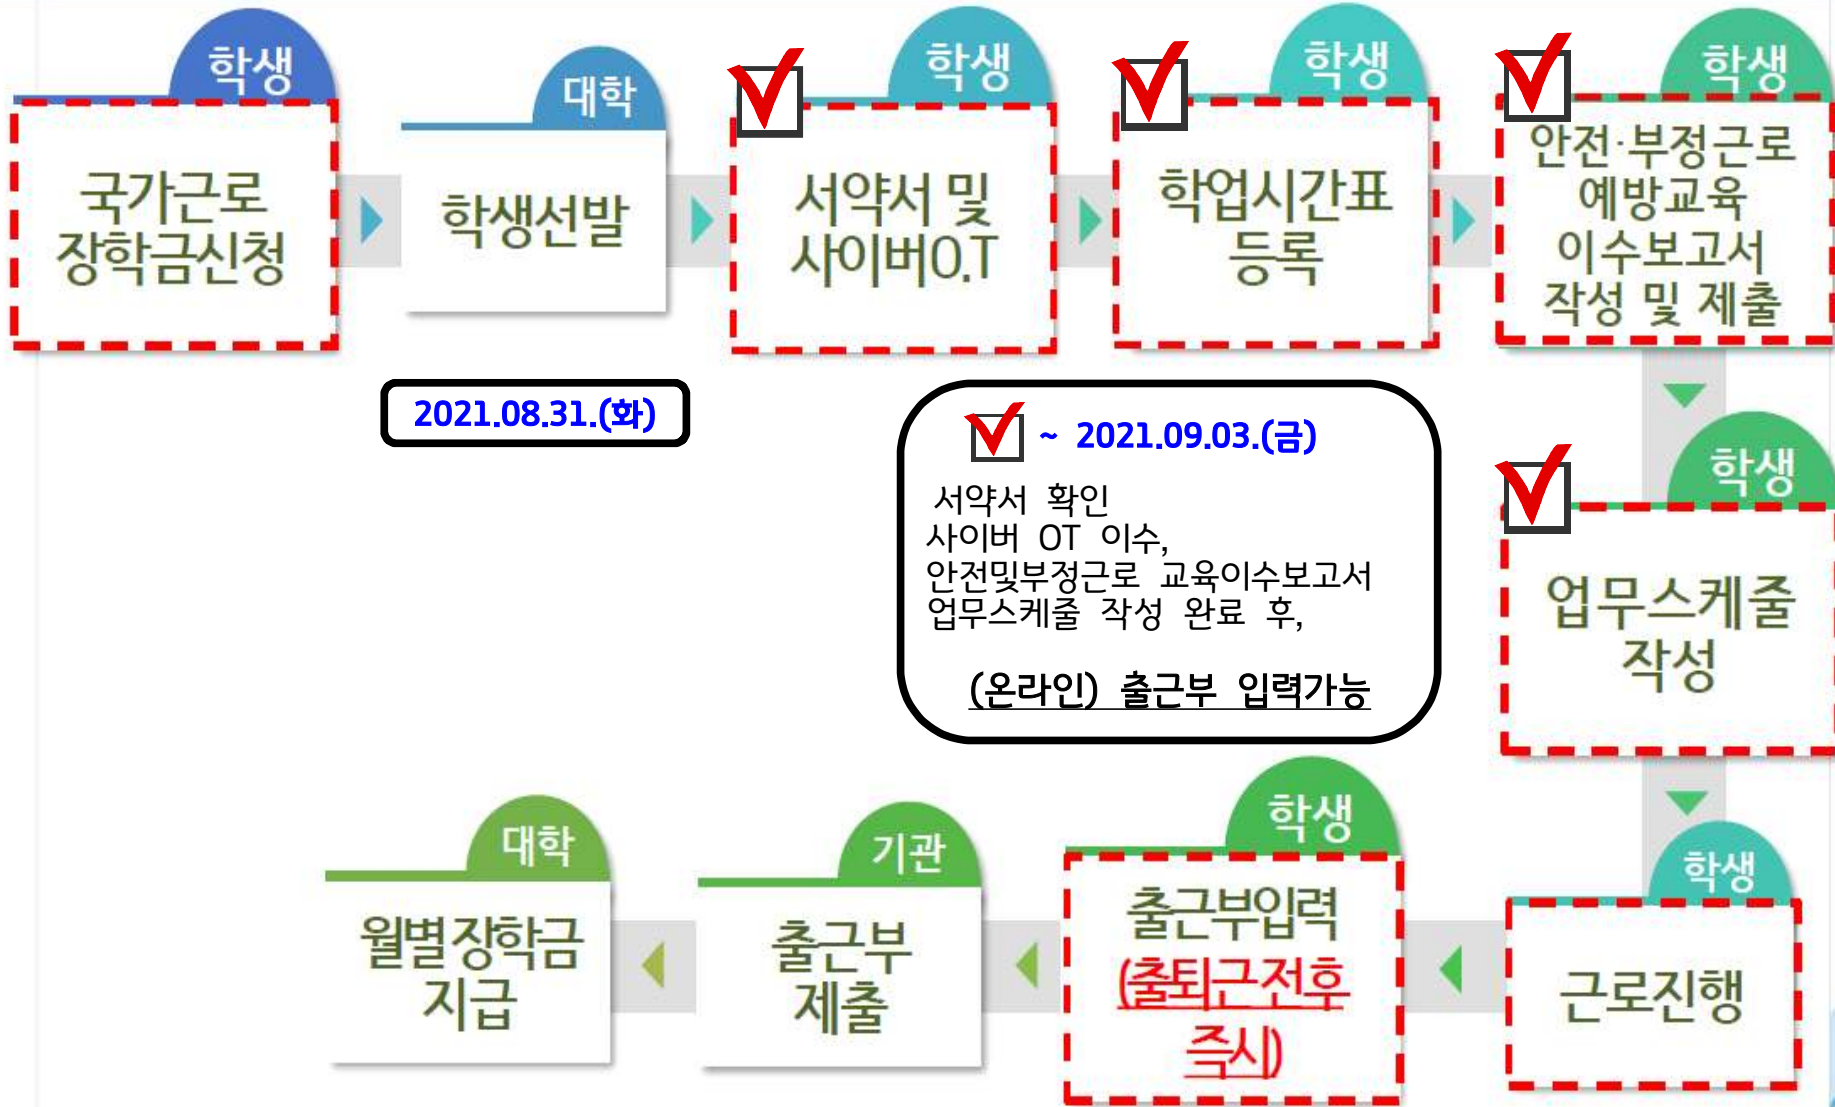 학생
국가근로
장학금신청
대학
학생선발
학생
서약서 및
사이버O.T
학생
학업시간표
등록
학생
안전·부정근로
예방교육
이수보고서
작성 및 제출
2021.08.31.(화)
~ 2021.09.03.(금)
서약서 확인
사이버 OT 이수,
안전및부정근로 교육이수보고서
업무스케줄 작성 완료 후,
(온라인) 출근부 입력가능
학생
업무스케줄
작성
학생
근로진행
학생
출근부입력
(출퇴근전후
즉시)
기관
출근부
제출
대학
월별장학금
지급